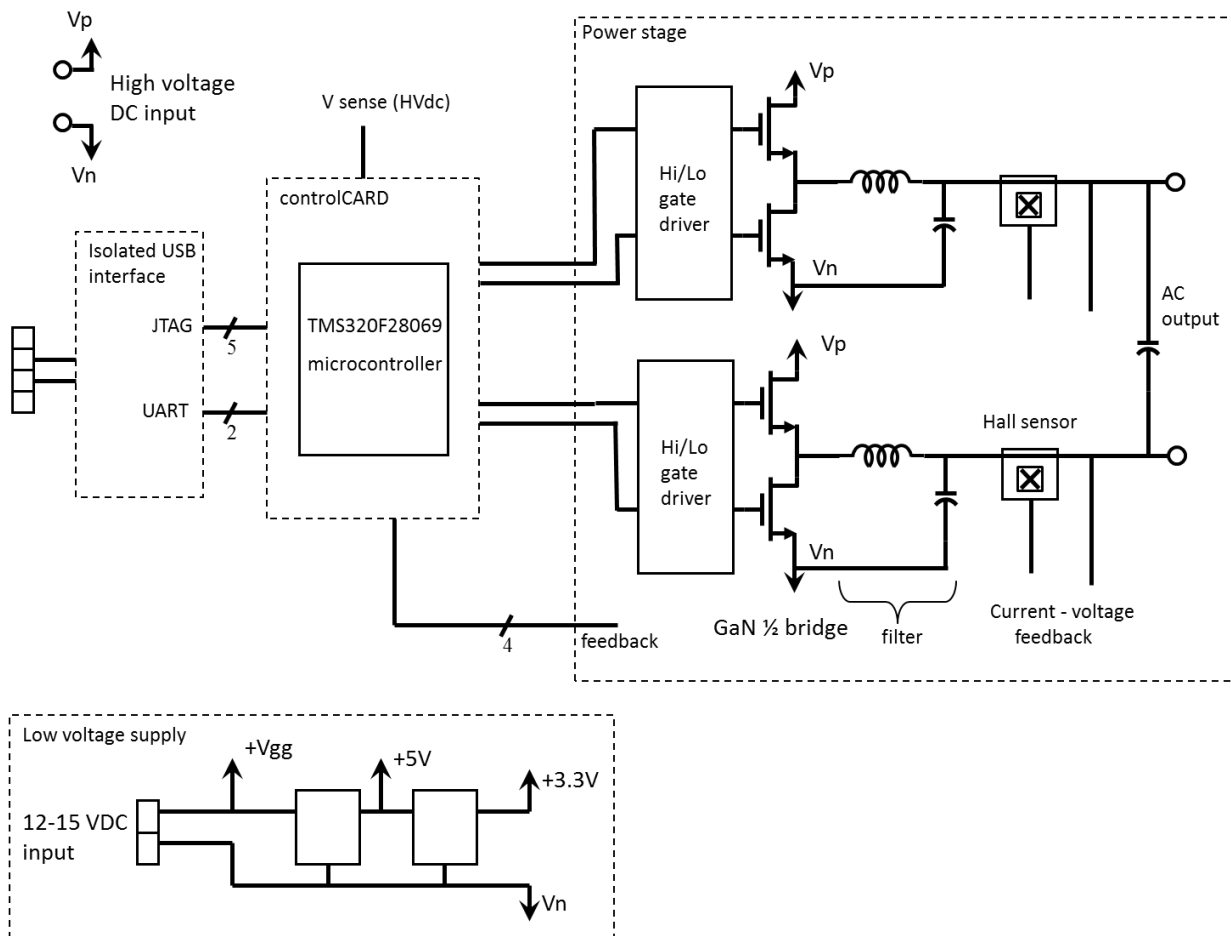 Vp
High voltage
DC input
Vn
V sense (HVdc)
controlCARD
TMS320F28069
microcontroller
Isolated USB
interface
JTAG
5
UART
2
Power stage
Vp
Hi/Lo
gate
driver
Vn
AC
output
Vp
Hi/Lo
gate
driver
Hall sensor
Vn
GaN ½ bridge
filter
Current - voltage
feedback
4
feedback
Low voltage supply
+Vgg
+5V
+3.3V
12-15 VDC
input
Vn